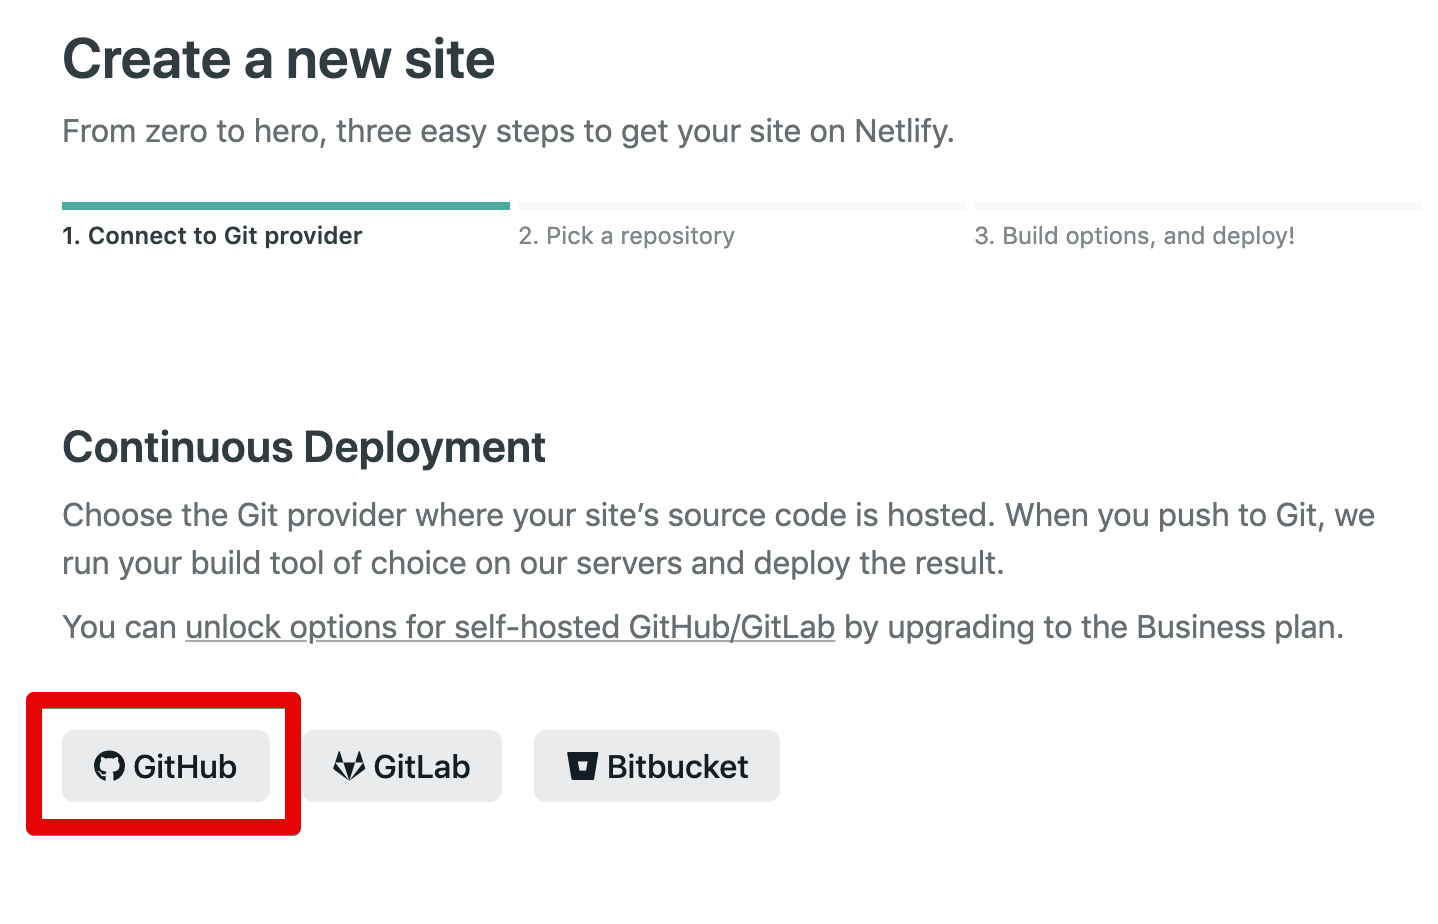 Create a new site
From zero to hero, three easy steps to get your site on Netlify.
1. Connect to Git provider
2. Pick a repository
3. Build options, and deploy!
Continuous Deployment
Choose the Git provider where your site’s source code is hosted. When you push to Git, we
run your build tool of choice on our servers and deploy the result.
You can unlock options for self-hosted GitHub/GitLab by upgrading to the Business plan.
GitHub
GitLab
Bitbucket